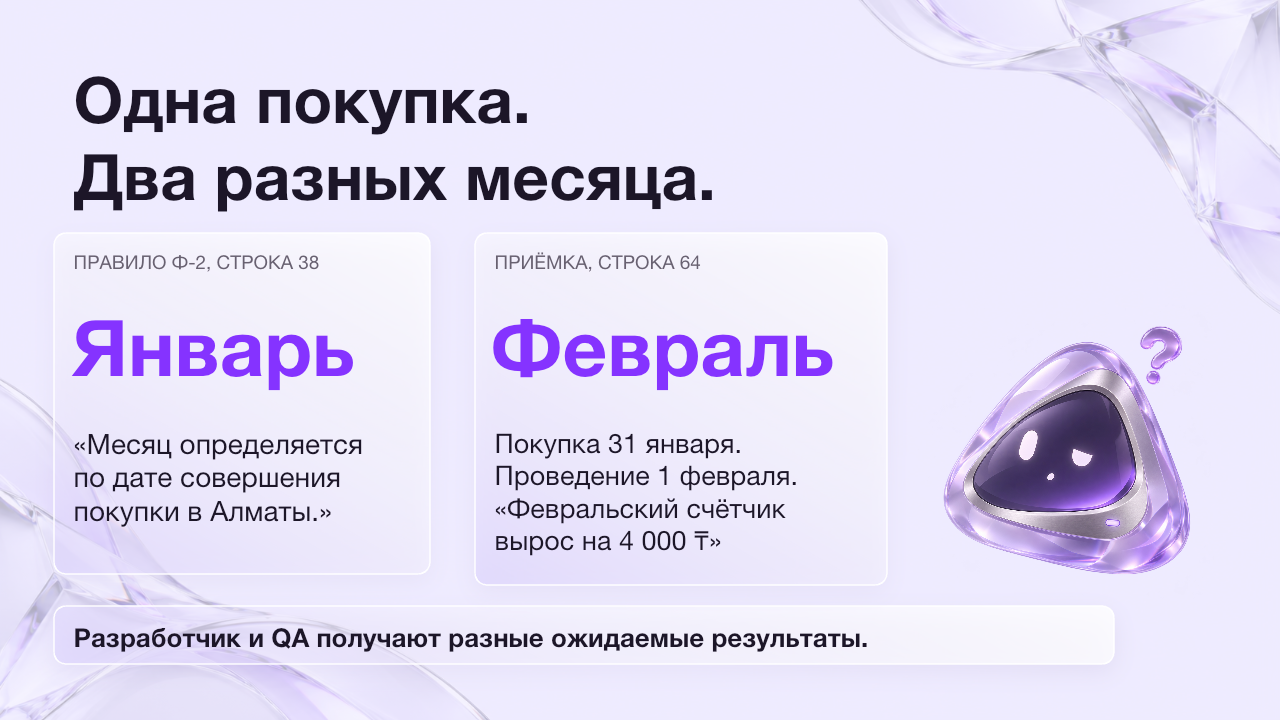 Одна покупка.
Два разных месяца.
ПРАВИЛО Ф-2, СТРОКА 38
Январь
«Месяц определяется
по дате совершения
покупки в Алматы.»
ПРИЁМКА, СТРОКА 64
Февраль
Покупка 31 января.
Проведение 1 февраля.
«Февральский счётчик
вырос на 4 000 ₸»
?
Разработчик и QA получают разные ожидаемые результаты.